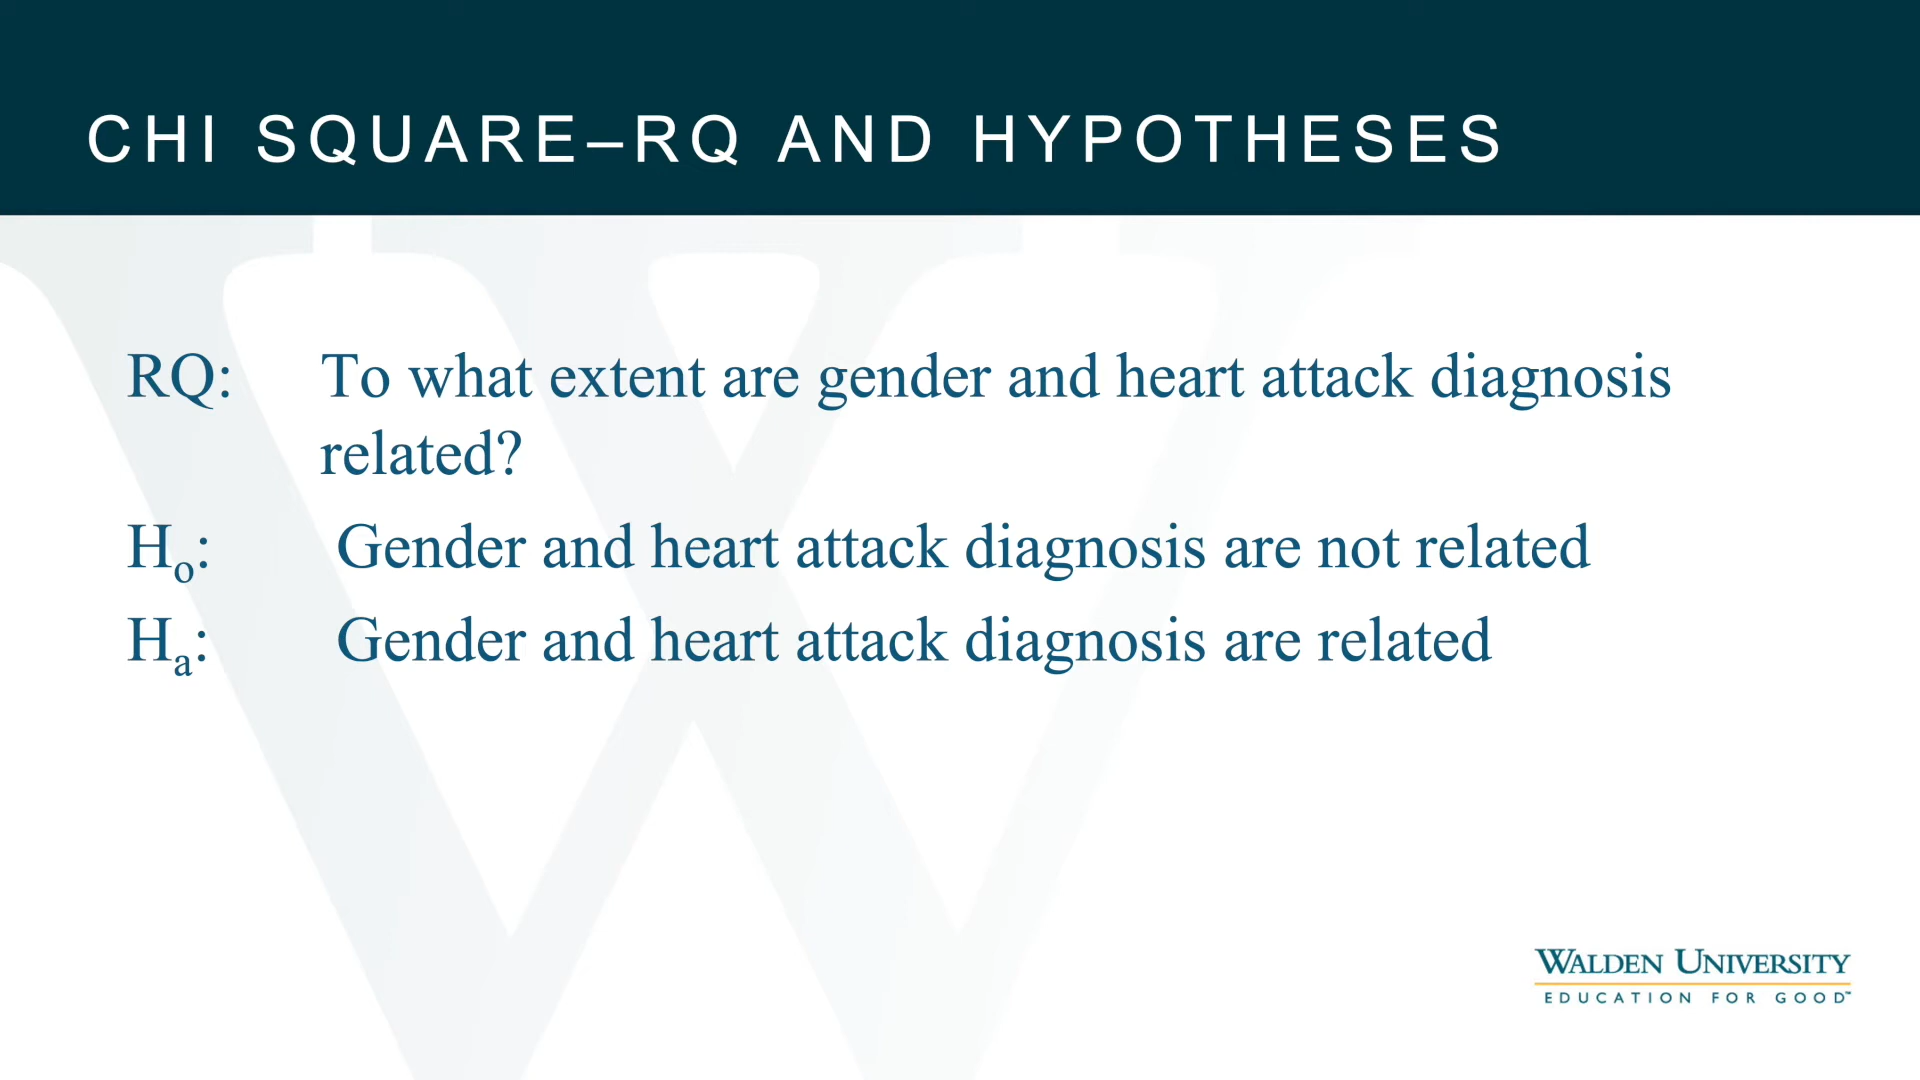 CHI SQUARE–RQ AND HYPOTHESES
RQ: To what extent are gender and heart attack diagnosis
related?
Ho: Gender and heart attack diagnosis are not related
Ha: Gender and heart attack diagnosis are related
WALDEN UNIVERSITY
EDUCATION FOR GOOD™